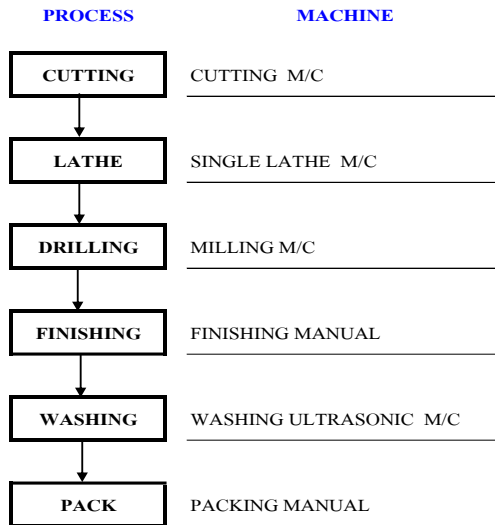 PROCESS MACHINE
CUTTING CUTTING M/C
LATHE SINGLE LATHE M/C
DRILLING MILLING M/C
FINISHING FINISHING MANUAL
WASHING WASHING ULTRASONIC M/C
PACK PACKING MANUAL